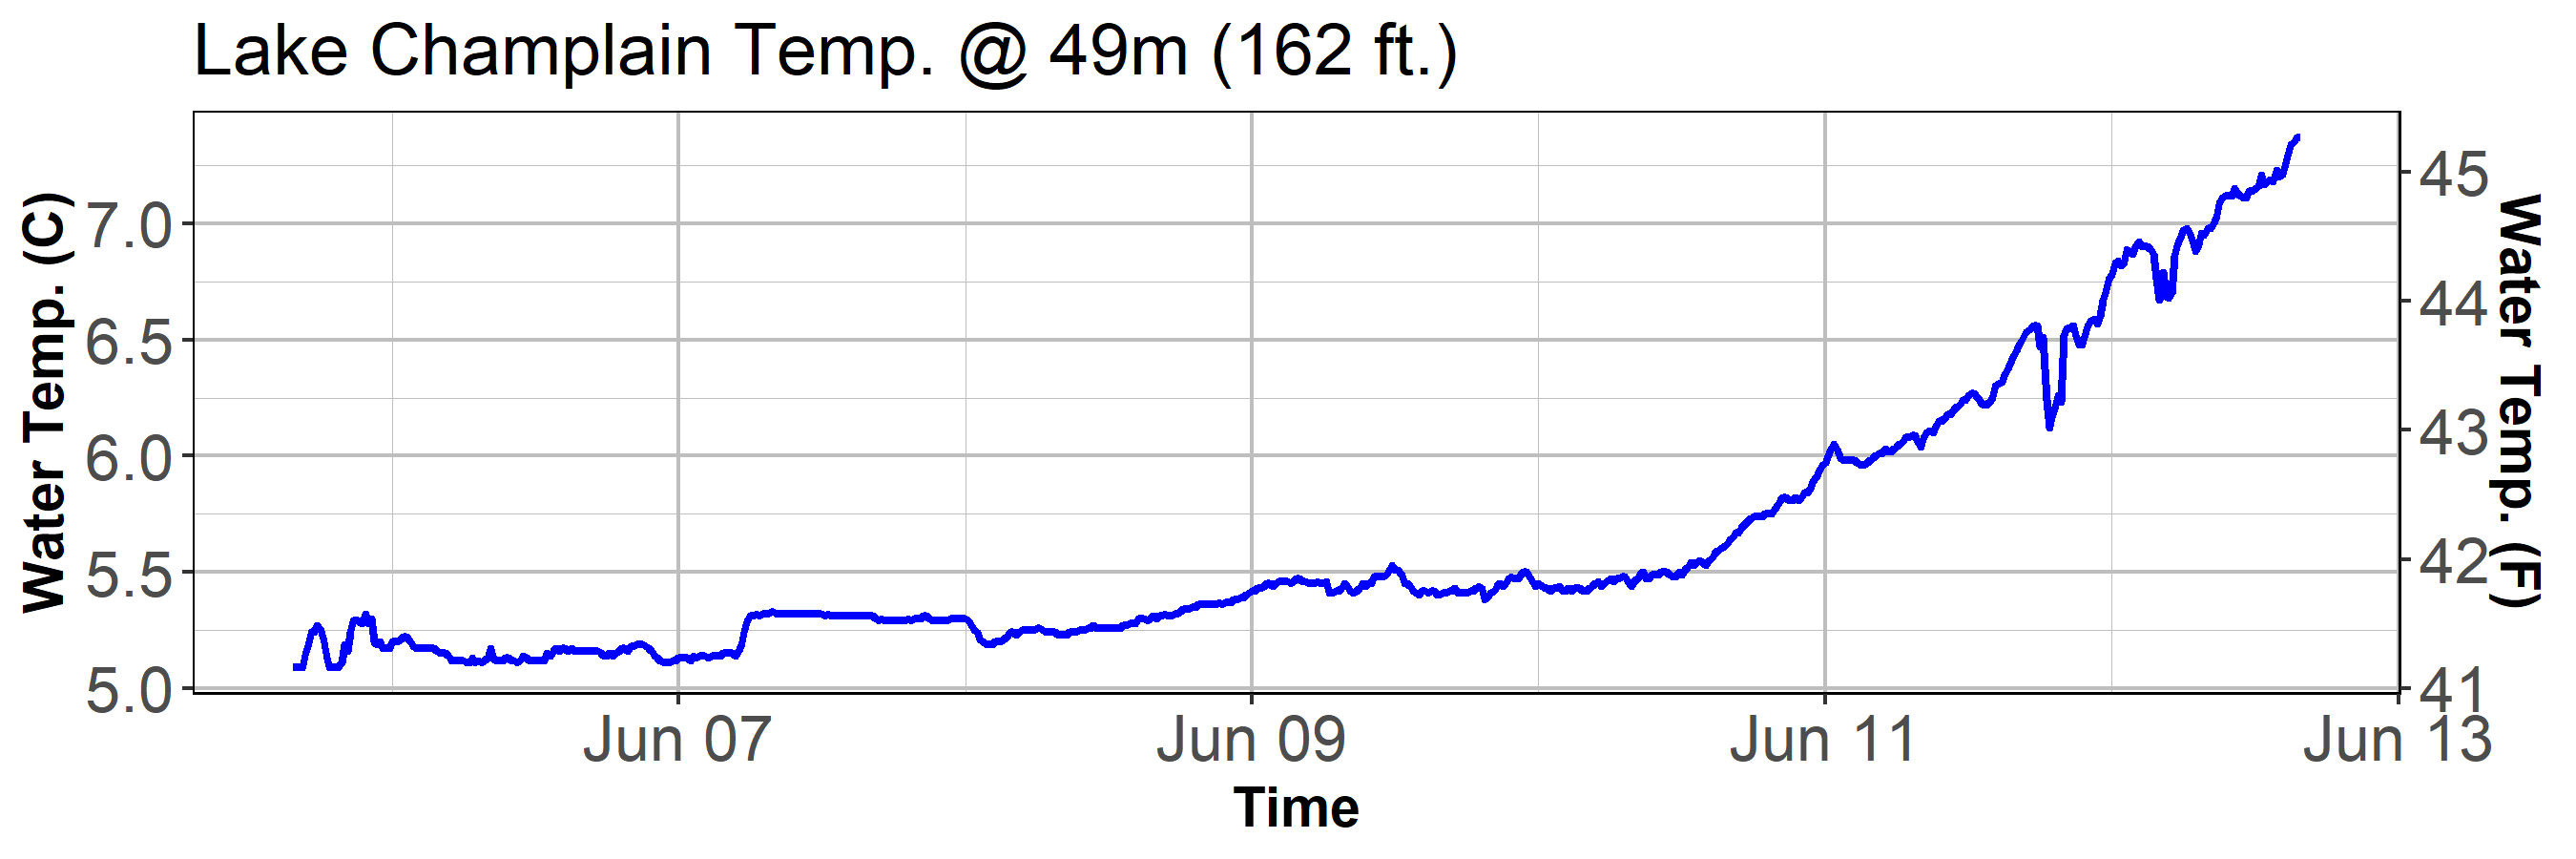 Lake Champlain Temp. @ 49m (162 ft.)
Water Temp. (C)
7.0
6.5
6.0
5.5
5.0
45
44
43
42
41
Water Temp. (F)
Jun 07
Jun 09
Jun 11
Jun 13
Time